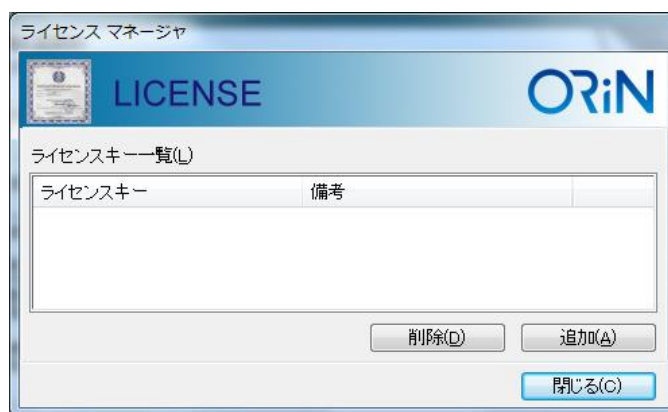 ライセンス マネージャ
LICENSE
ORiN
ライセンスキー一覧(L)
ライセンスキー 備考
削除(D) 追加(A)
閉じる(C)